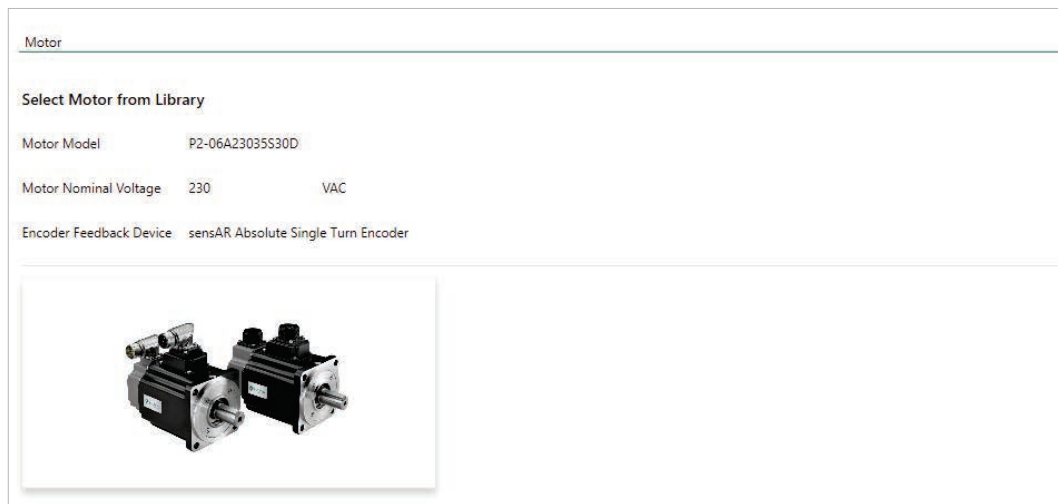 Motor
Select Motor from Library
Motor Model P2-06A23035S30D
Motor Nominal Voltage 230 VAC
Encoder Feedback Device sensAR Absolute Single Turn Encoder